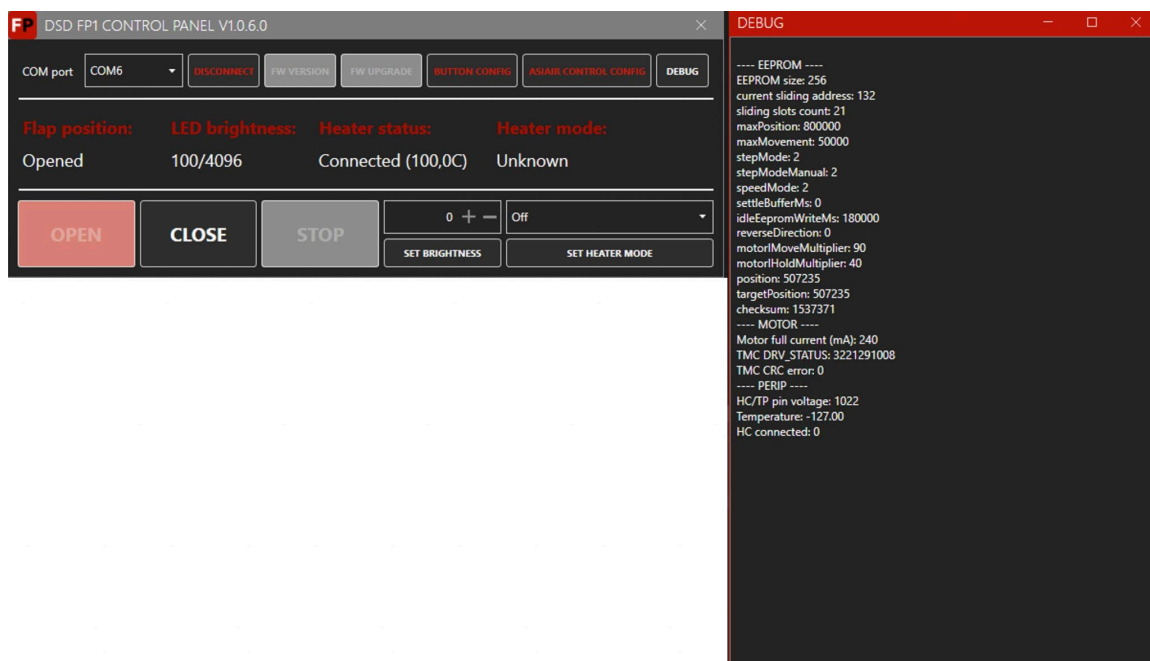 FP DSD FP1 CONTROL PANEL V1.0.6.0
COM port COM6 DISCONNECT FW VERSION FW UPGRADE BUTTON CONFIG ASIAIR CONTROL CONFIG DEBUG
Flap position: LED brightness: Heater status: Heater mode:
Opened 100/4096 Connected (100,0C) Unknown
OPEN CLOSE STOP 0 + − Off
SET BRIGHTNESS SET HEATER MODE
DEBUG
---- EEPROM ----
EEPROM size: 256
current sliding address: 132
sliding slots count: 21
maxPosition: 800000
maxMovement: 50000
stepMode: 2
stepModeManual: 2
speedMode: 2
settleBufferMs: 0
idleEepromWriteMs: 180000
reverseDirection: 0
motorIMoveMultiplier: 90
motorIHoldMultiplier: 40
position: 507235
targetPosition: 507235
checksum: 1537371
---- MOTOR ----
Motor full current (mA): 240
TMC DRV_STATUS: 3221291008
TMC CRC error: 0
---- PERIP ----
HC/TP pin voltage: 1022
Temperature: -127.00
HC connected: 0